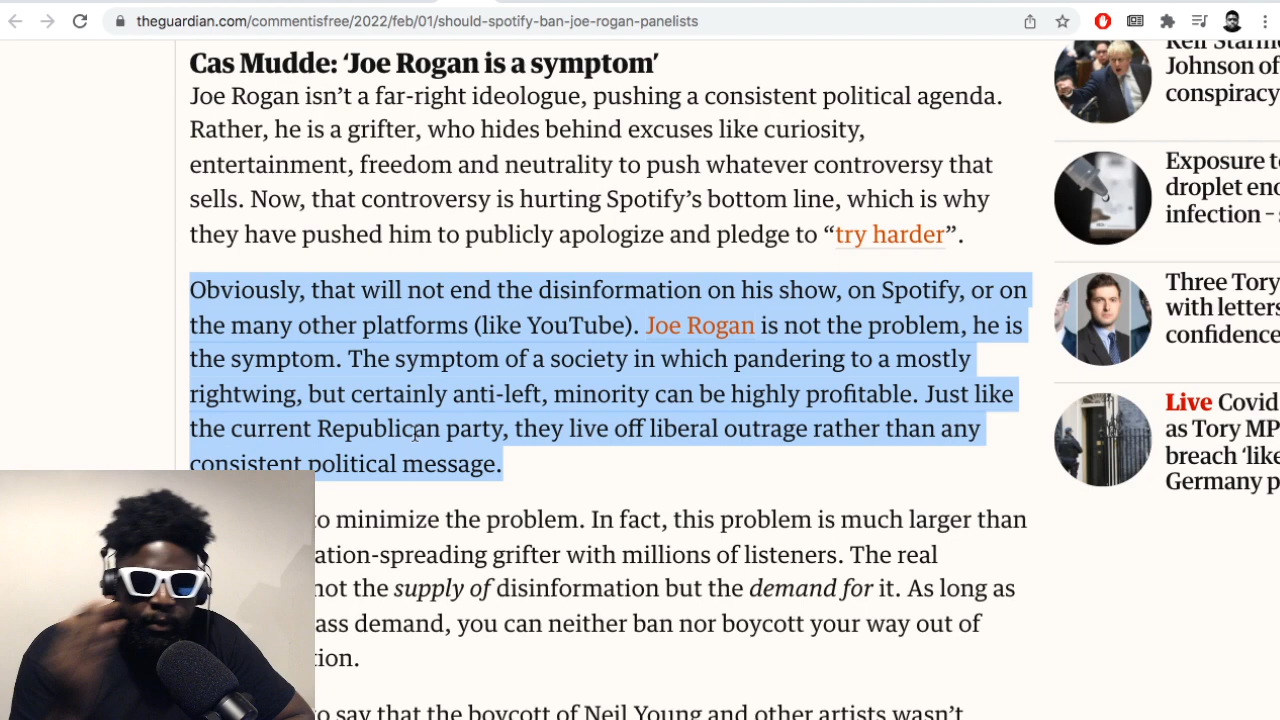 theguardian.com/commentisfree/2022/feb/01/should-spotify-ban-joe-rogan-panelists
Cas Mudde: ‘Joe Rogan is a symptom’
Joe Rogan isn’t a far-right ideologue, pushing a consistent political agenda.
Rather, he is a grifter, who hides behind excuses like curiosity,
entertainment, freedom and neutrality to push whatever controversy that
sells. Now, that controversy is hurting Spotify’s bottom line, which is why
they have pushed him to publicly apologize and pledge to “try harder”.
Obviously, that will not end the disinformation on his show, on Spotify, or on
the many other platforms (like YouTube). Joe Rogan is not the problem, he is
the symptom. The symptom of a society in which pandering to a mostly
rightwing, but certainly anti-left, minority can be highly profitable. Just like
the current Republican party, they live off liberal outrage rather than any
consistent political message.
to minimize the problem. In fact, this problem is much larger than
ation-spreading grifter with millions of listeners. The real
not the supply of disinformation but the demand for it. As long as
ass demand, you can neither ban nor boycott your way out of
tion.
to say that the boycott of Neil Young and other artists wasn’t
Keir Starm
Johnson of
conspiracy
Exposure to
droplet end
infection –
Three Tory
with letters
confidence
Live Covid
as Tory MP
breach ‘like
Germany p